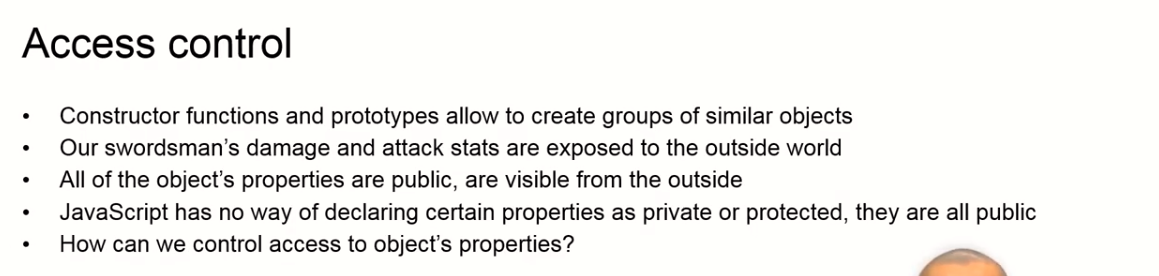 Access control
• Constructor functions and prototypes allow to create groups of similar objects
• Our swordsman’s damage and attack stats are exposed to the outside world
• All of the object’s properties are public, are visible from the outside
• JavaScript has no way of declaring certain properties as private or protected, they are all public
• How can we control access to object’s properties?